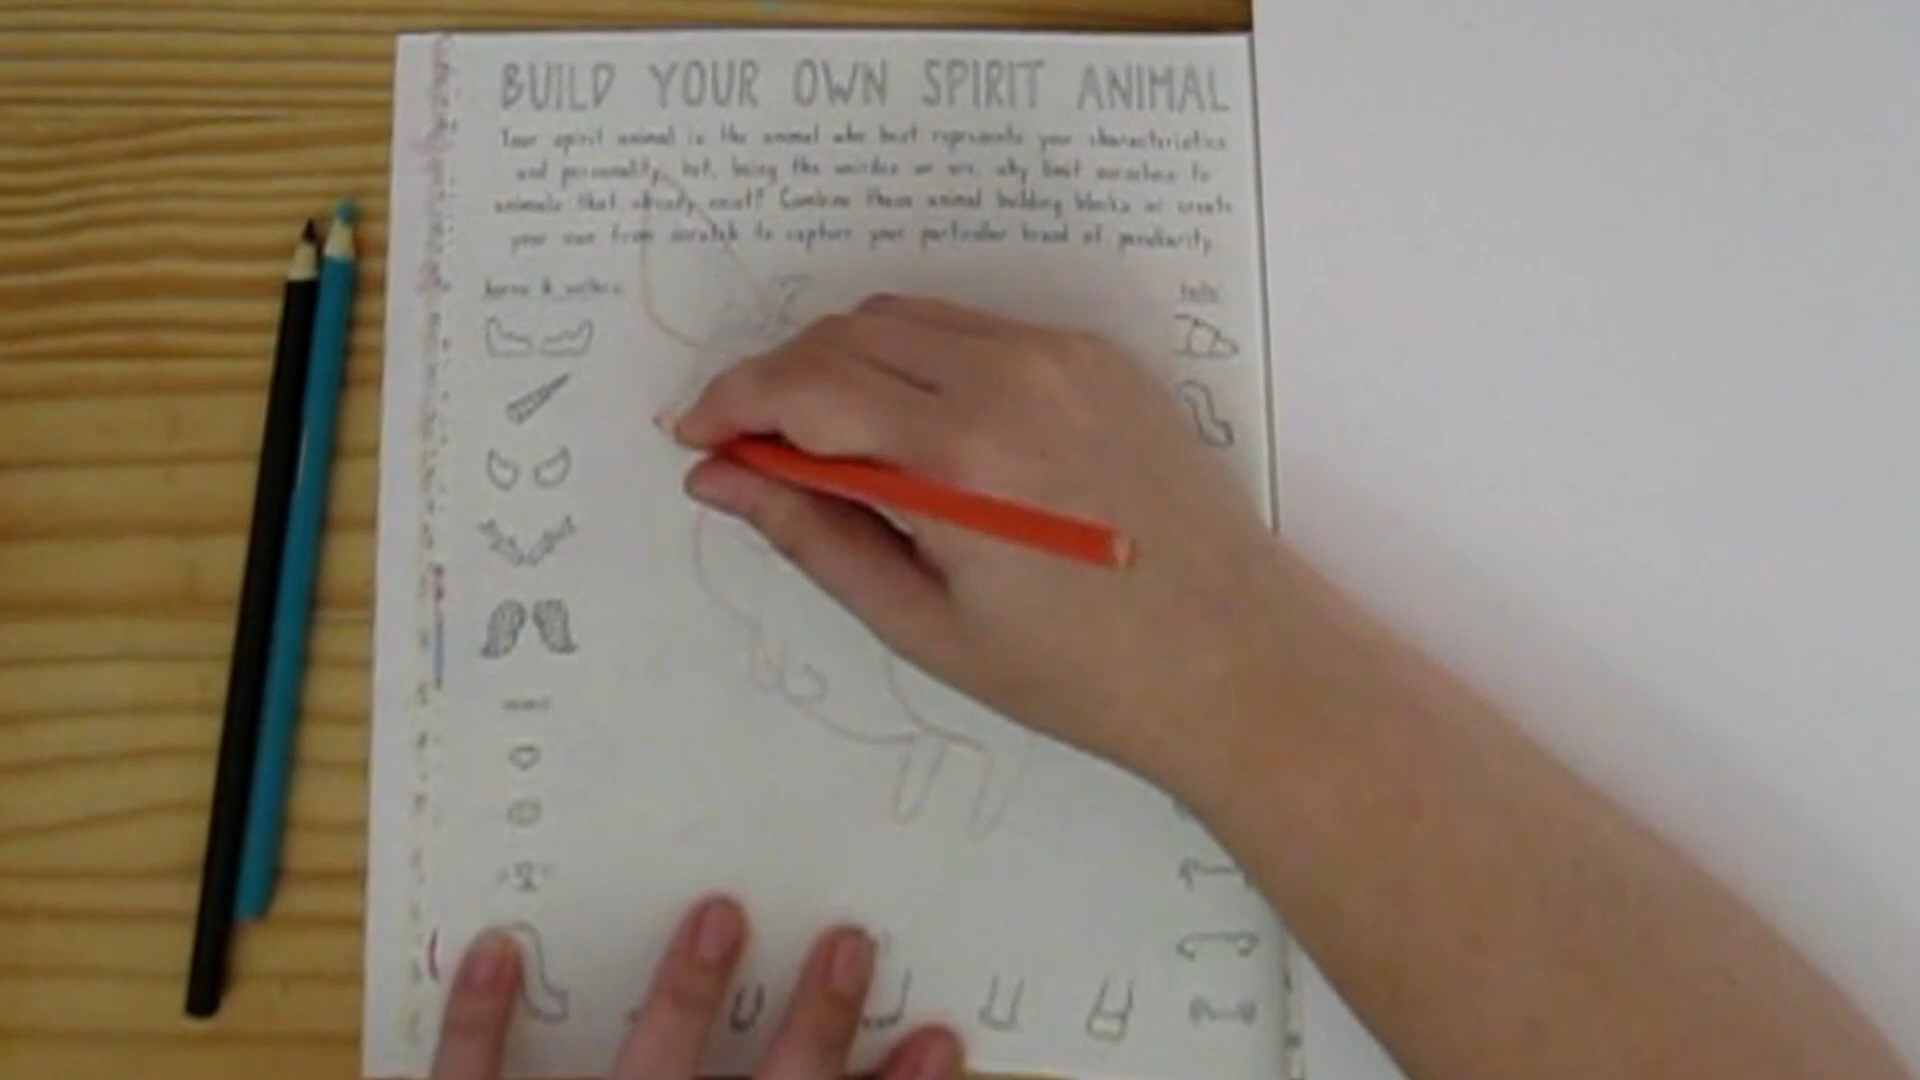 BUILD YOUR OWN SPIRIT ANIMAL
Your spirit animal is the animal who best represents your characteristics
and personality, but, being the weirdos we are, why limit ourselves to
animals that already exist? Combine these animal building blocks or create
your own from scratch to capture your particular brand of peculiarity.
horns & antlers
tails